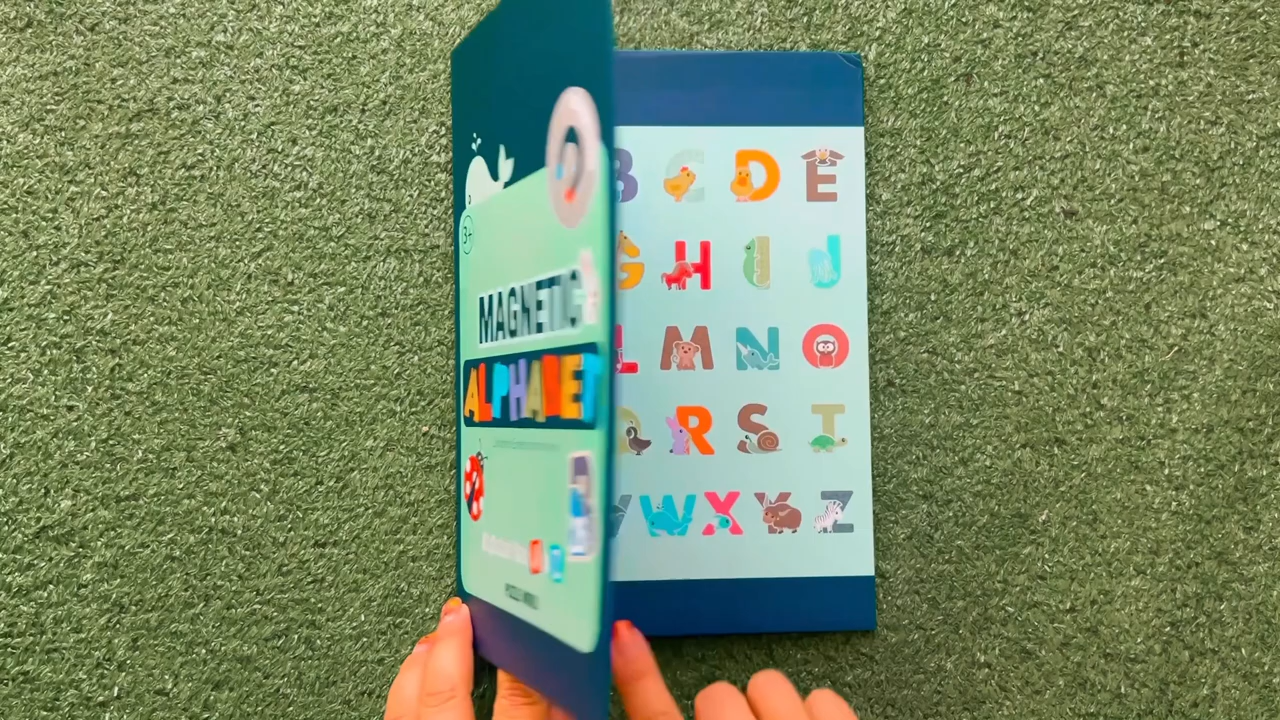 3+
MAGNETIC
ALPHABET
B C D E
G H I J
L M N O
Q R S T
V W X Y Z